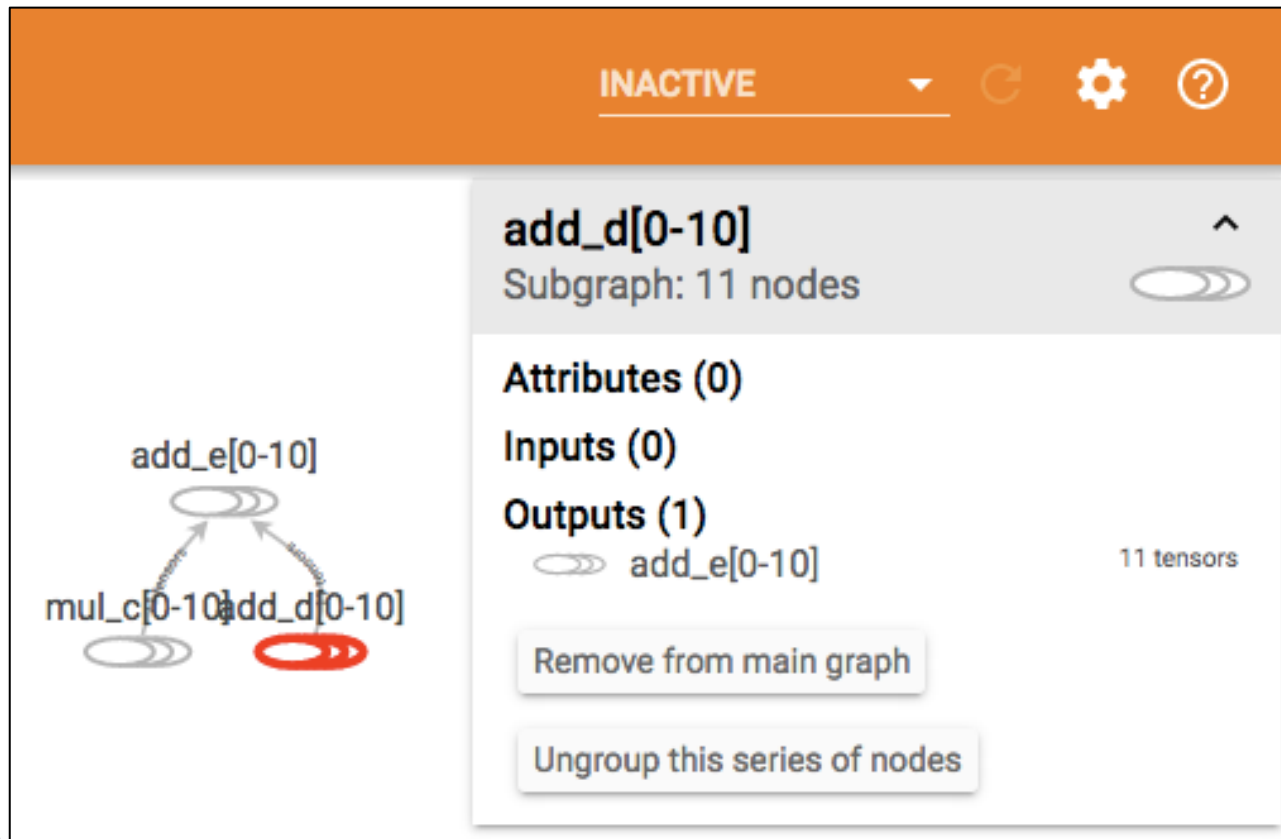 INACTIVE
add_d[0-10]
Subgraph: 11 nodes
Attributes (0)
Inputs (0)
Outputs (1)
add_e[0-10] 11 tensors
Remove from main graph
Ungroup this series of nodes
add_e[0-10]
tensors
mul_c[0-10]
add_d[0-10]